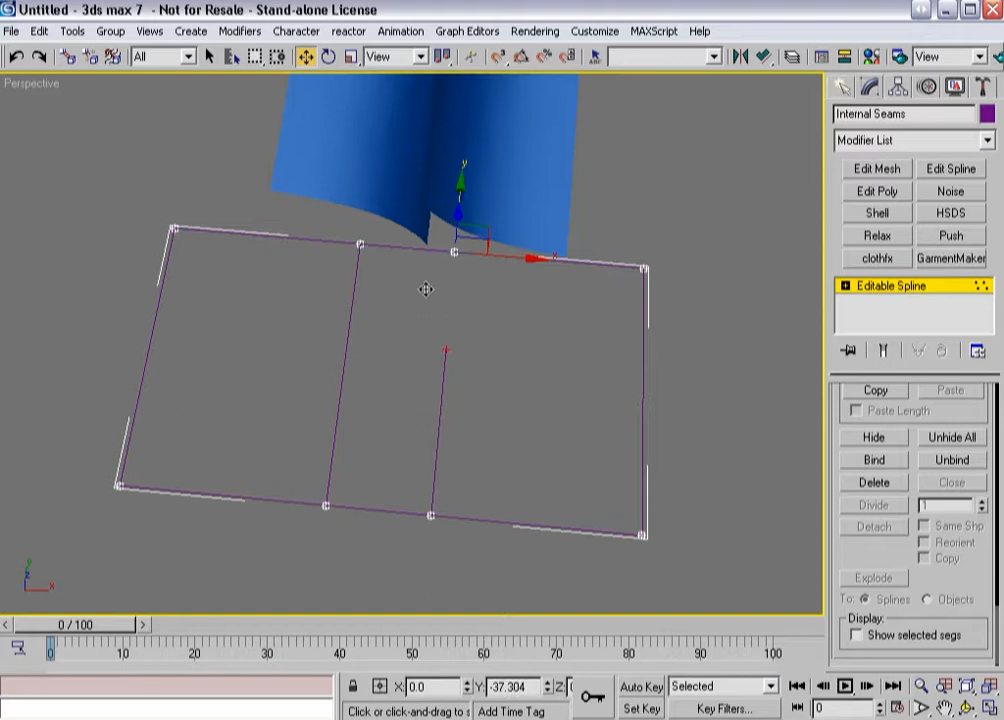 Untitled - 3ds max 7 - Not for Resale - Stand-alone License
File Edit Tools Group Views Create Modifiers Character reactor Animation Graph Editors Rendering Customize MAXScript Help
All View View
Perspective
Internal Seams
Modifier List
Edit Mesh Edit Spline
Edit Poly Noise
Shell HSDS
Relax Push
clothfx GarmentMaker
Editable Spline
Copy Paste
Paste Length
Hide Unhide All
Bind Unbind
Delete Close
Divide 1
Detach Same Shp
Reorient
Copy
Explode
To: Splines Objects
Display:
Show selected segs
y
x
z
x
0 / 100
0 10 20 30 40 50 60 70 80 90 100
X: 0.0 Y: -37.304 Z: Auto Key Selected
Click or click-and-drag to s Add Time Tag Set Key Key Filters... 0